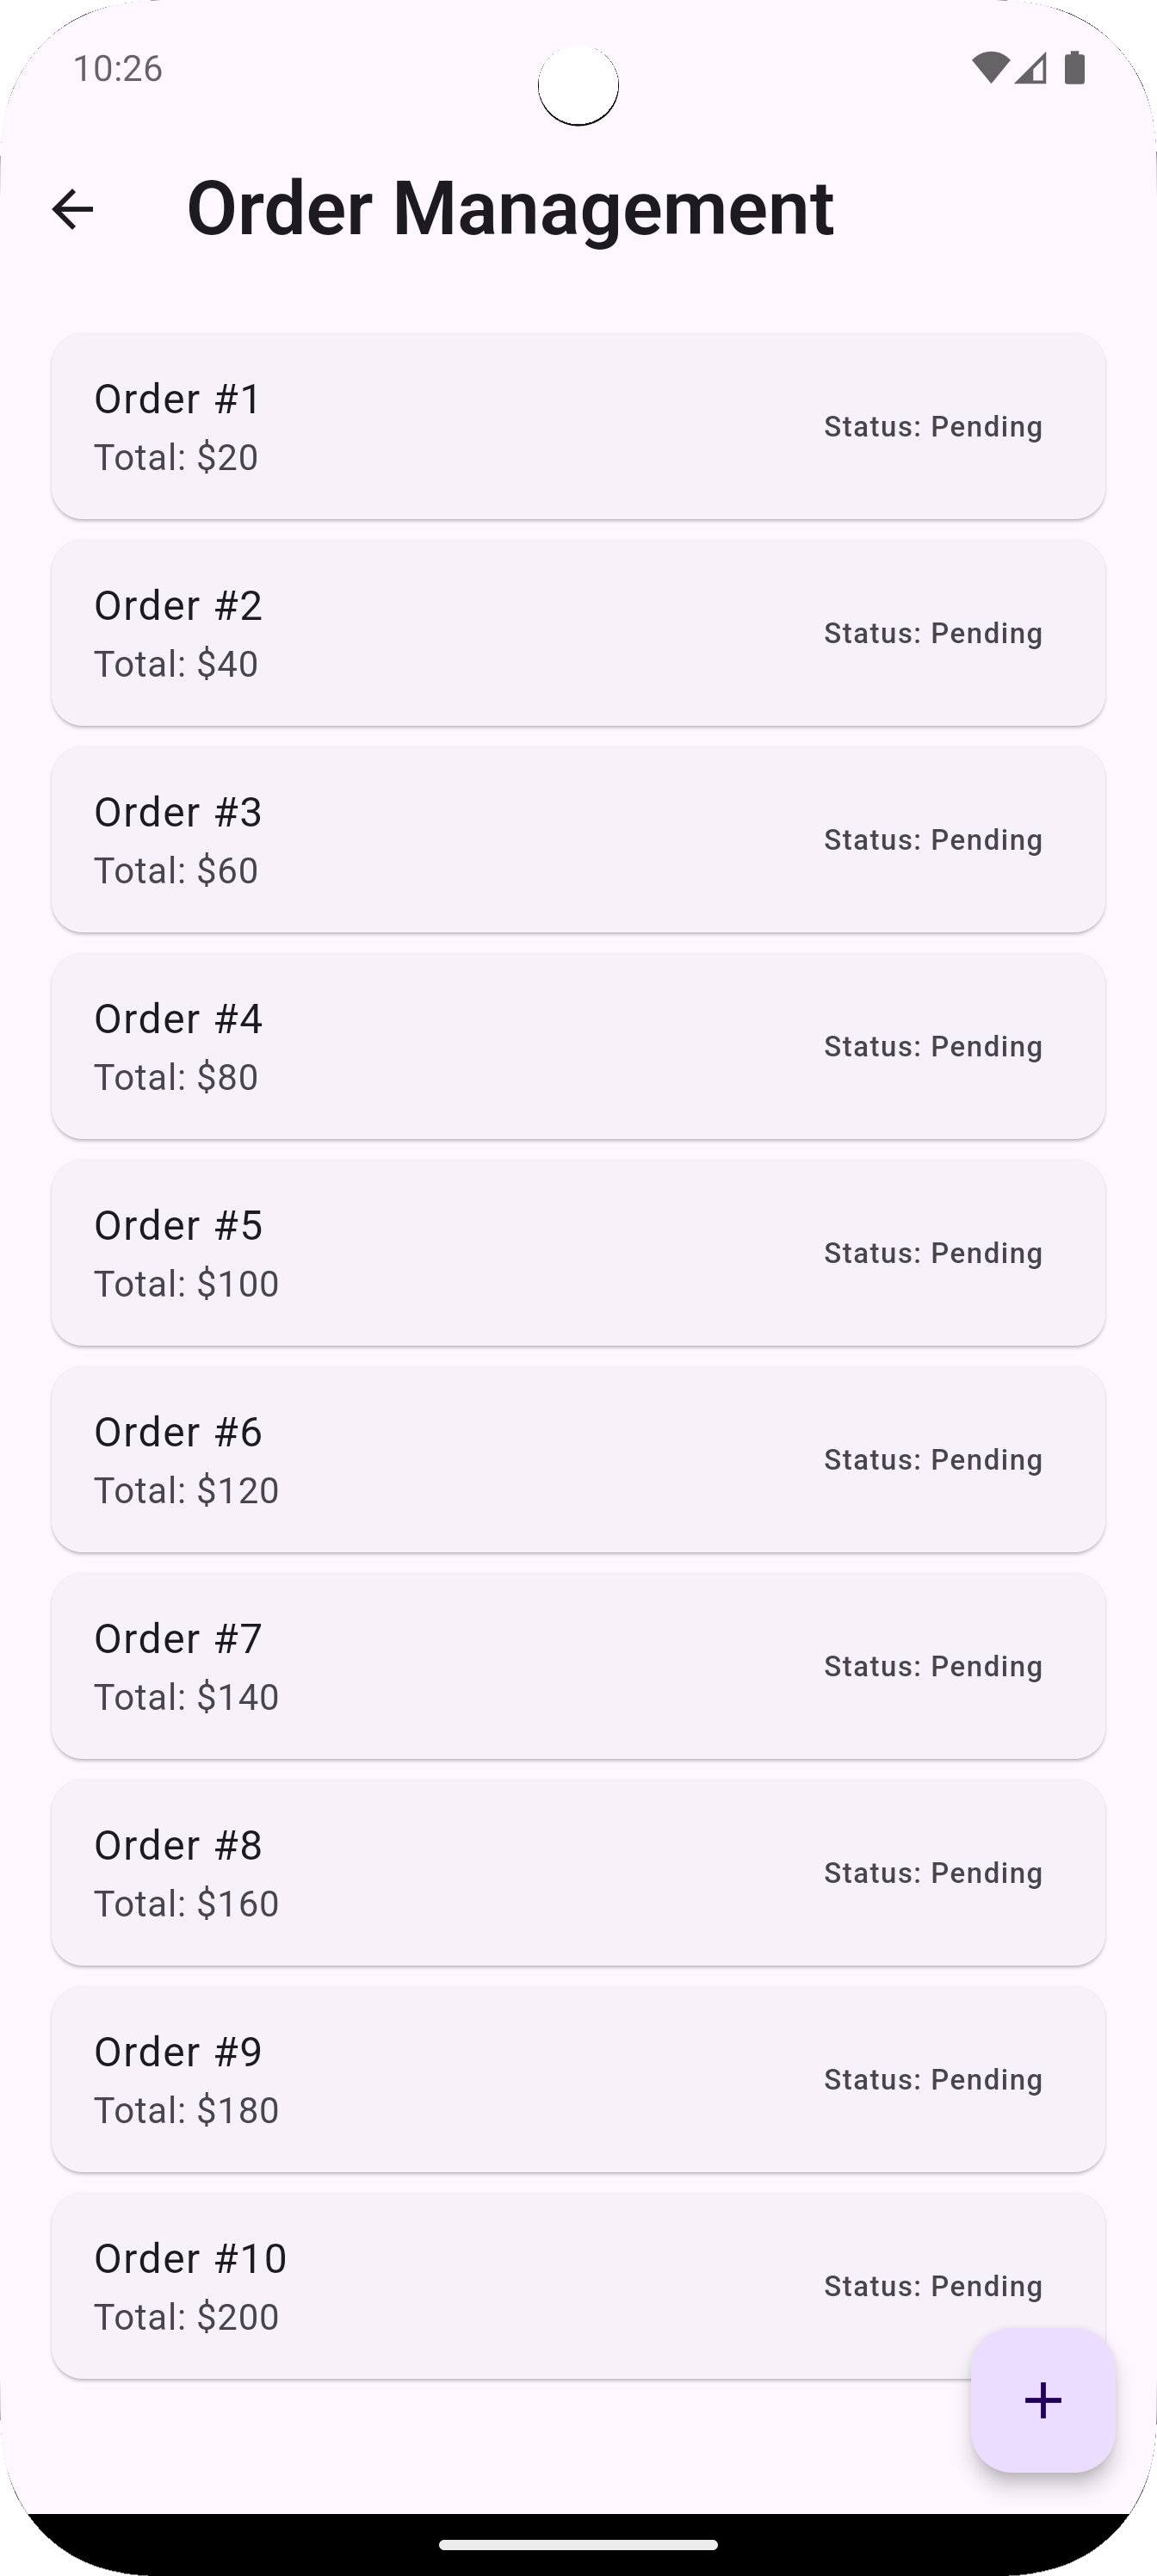 10:26
Order Management
Order #1
Total: $20
Status: Pending
Order #2
Total: $40
Status: Pending
Order #3
Total: $60
Status: Pending
Order #4
Total: $80
Status: Pending
Order #5
Total: $100
Status: Pending
Order #6
Total: $120
Status: Pending
Order #7
Total: $140
Status: Pending
Order #8
Total: $160
Status: Pending
Order #9
Total: $180
Status: Pending
Order #10
Total: $200
Status: Pending